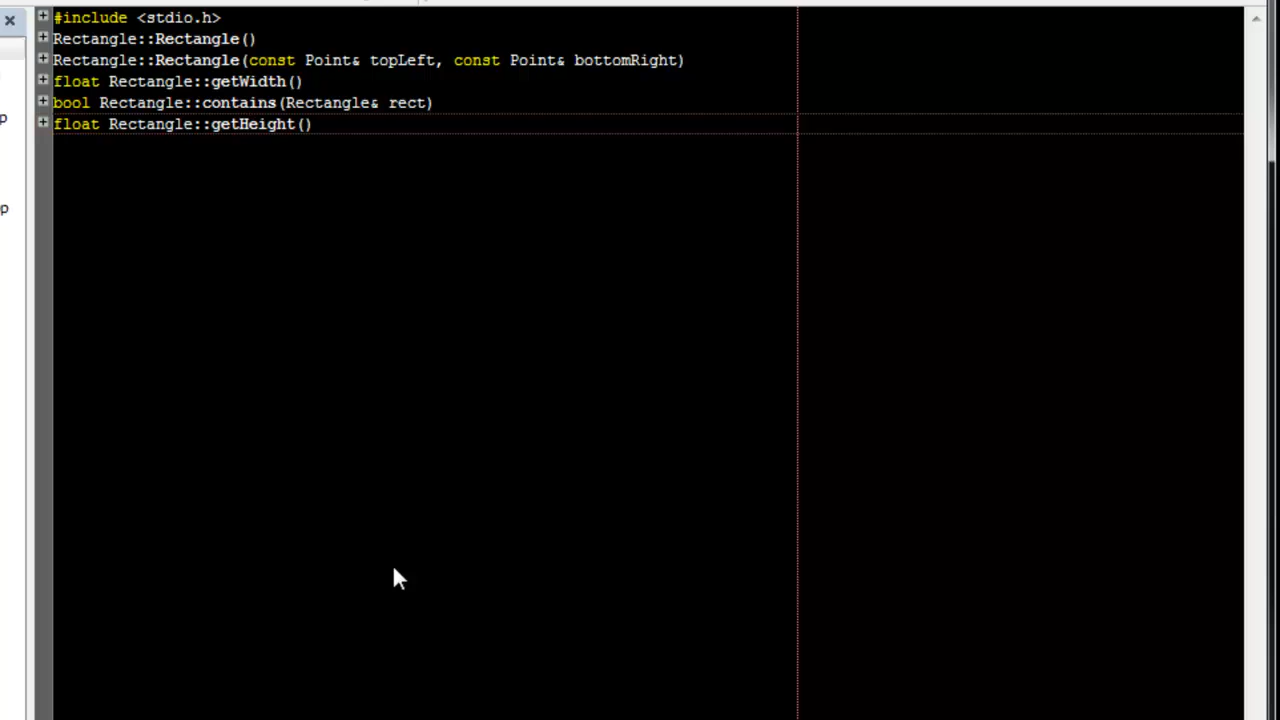 #include <stdio.h>
Rectangle::Rectangle()
Rectangle::Rectangle(const Point& topLeft, const Point& bottomRight)
float Rectangle::getWidth()
bool Rectangle::contains(Rectangle& rect)
float Rectangle::getHeight()
p
p